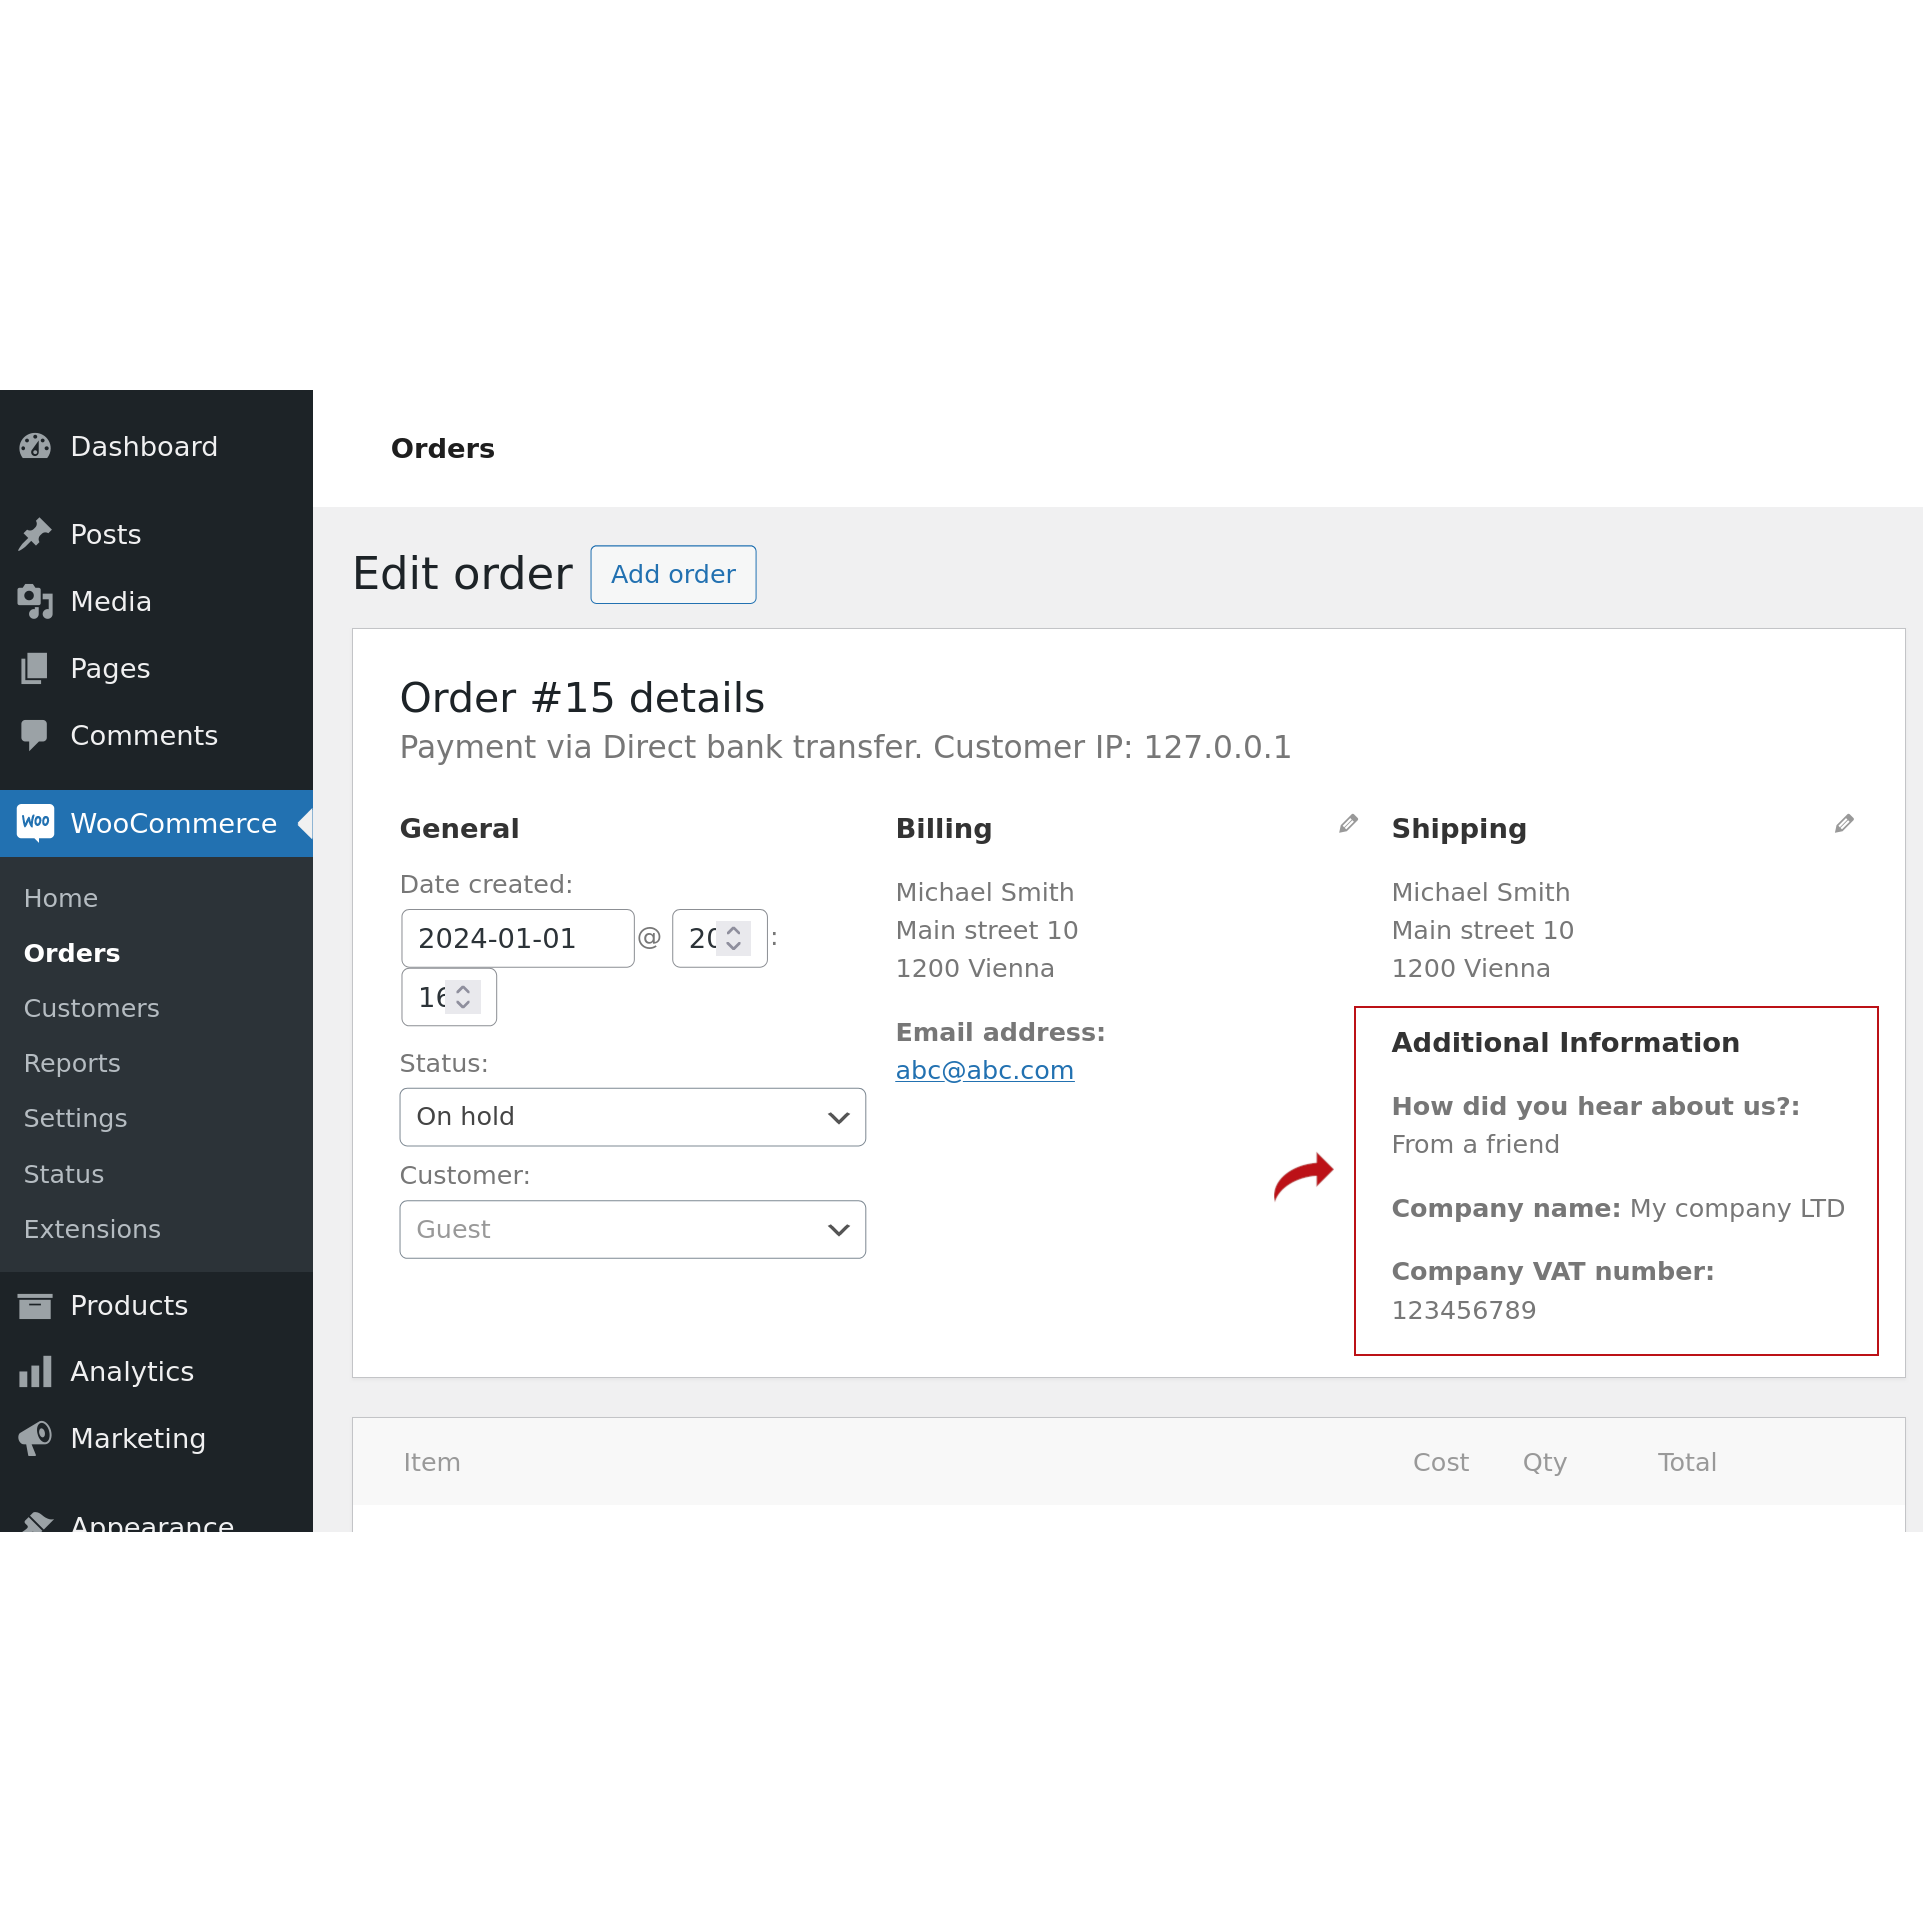 Dashboard
Posts
Media
Pages
Comments
Woo WooCommerce
Home
Orders
Customers
Reports
Settings
Status
Extensions
Products
Analytics
Marketing
Appearance
Orders
Edit order Add order
Order #15 details
Payment via Direct bank transfer. Customer IP: 127.0.0.1
General
Date created:
2024-01-01 @ 20 :
16
Status:
On hold
Customer:
Guest
Billing
Michael Smith
Main street 10
1200 Vienna
Email address:
abc@abc.com
Shipping
Michael Smith
Main street 10
1200 Vienna
Additional Information
How did you hear about us?:
From a friend
Company name: My company LTD
Company VAT number:
123456789
Item Cost Qty Total